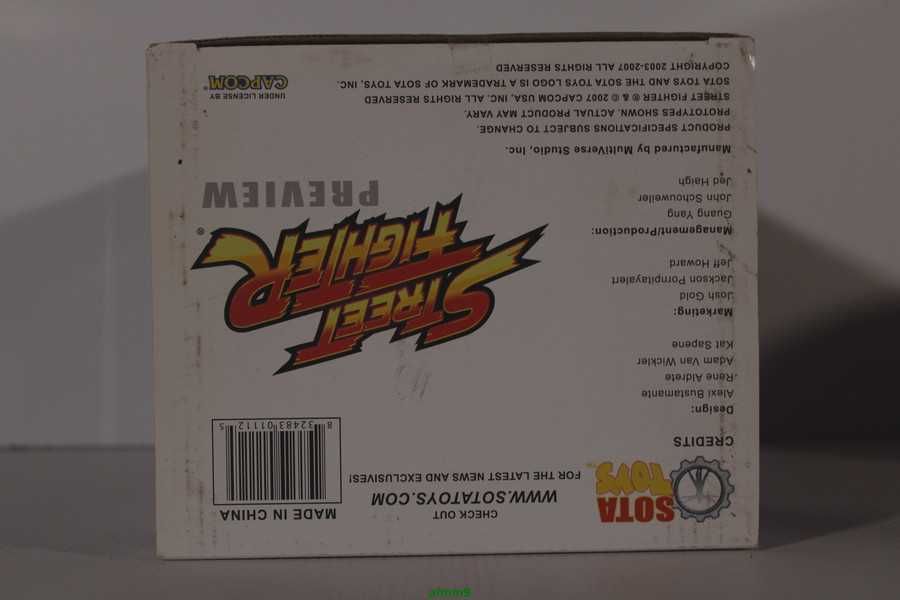 SOTA
TOYS™
CHECK OUT
WWW.SOTATOYS.COM
FOR THE LATEST NEWS AND EXCLUSIVES!
MADE IN CHINA
8 32483 01112 5
CREDITS
Design:
Alexi Bustamante
Rene Aldrete
Adam Van Wickler
Kat Sapene
Marketing:
Josh Gold
Jackson Pornpitayalert
Jeff Howard
Management/Production:
Guang Yang
John Schouweiler
Jed Haigh
STREET
FIGHTER®
PREVIEW
Manufactured by MultiVerse Studio, Inc.
PRODUCT SPECIFICATIONS SUBJECT TO CHANGE.
PROTOTYPES SHOWN. ACTUAL PRODUCT MAY VARY.
STREET FIGHTER ® & © 2007 CAPCOM USA, INC. ALL RIGHTS RESERVED
SOTA TOYS AND THE SOTA TOYS LOGO IS A TRADEMARK OF SOTA TOYS, INC,
COPYRIGHT 2003-2007 ALL RIGHTS RESERVED
UNDER LICENSE BY
CAPCOM®
afmm9